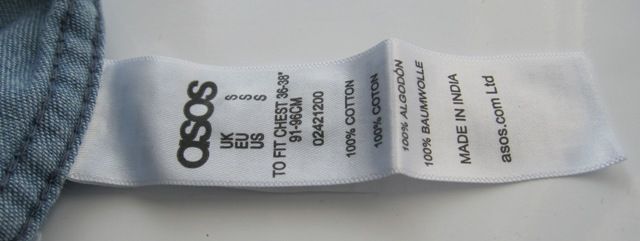 asos
UK S
EU S
US S
TO FIT CHEST 36-38"
91-96CM
02421200
100% COTTON
100% COTON
100% ALGODÓN
100% BAUMWOLLE
MADE IN INDIA
asos.com Ltd